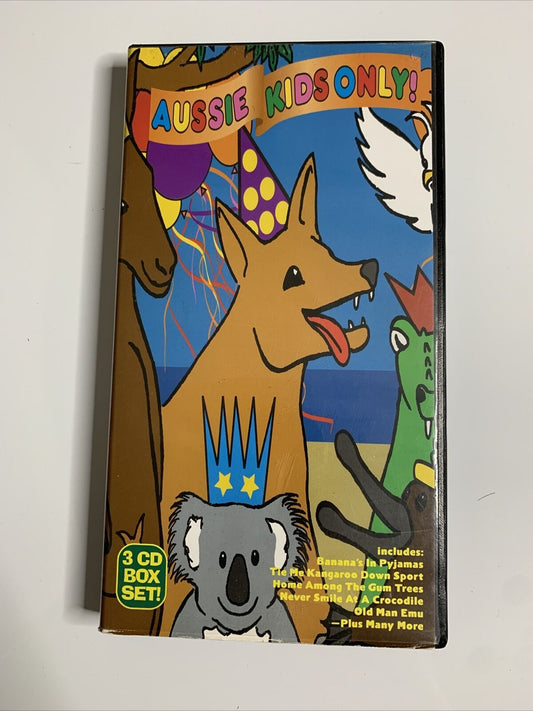 AUSSIE KIDS ONLY!
3 CD
BOX
SET!
includes:
Banana's In Pyjamas
Tie Me Kangaroo Down Sport
Home Among The Gum Trees
Never Smile At A Crocodile
Old Man Emu
—Plus Many More